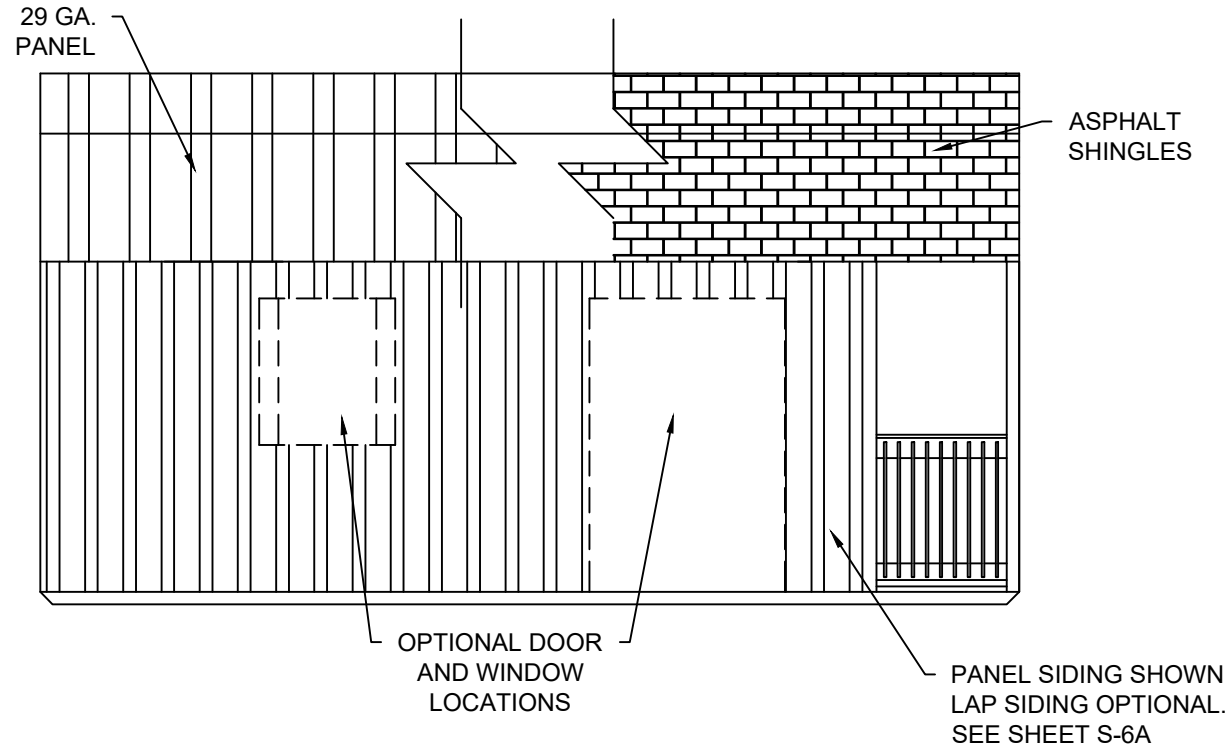 29 GA.
PANEL
ASPHALT
SHINGLES
OPTIONAL DOOR
AND WINDOW
LOCATIONS
PANEL SIDING SHOWN
LAP SIDING OPTIONAL.
SEE SHEET S-6A